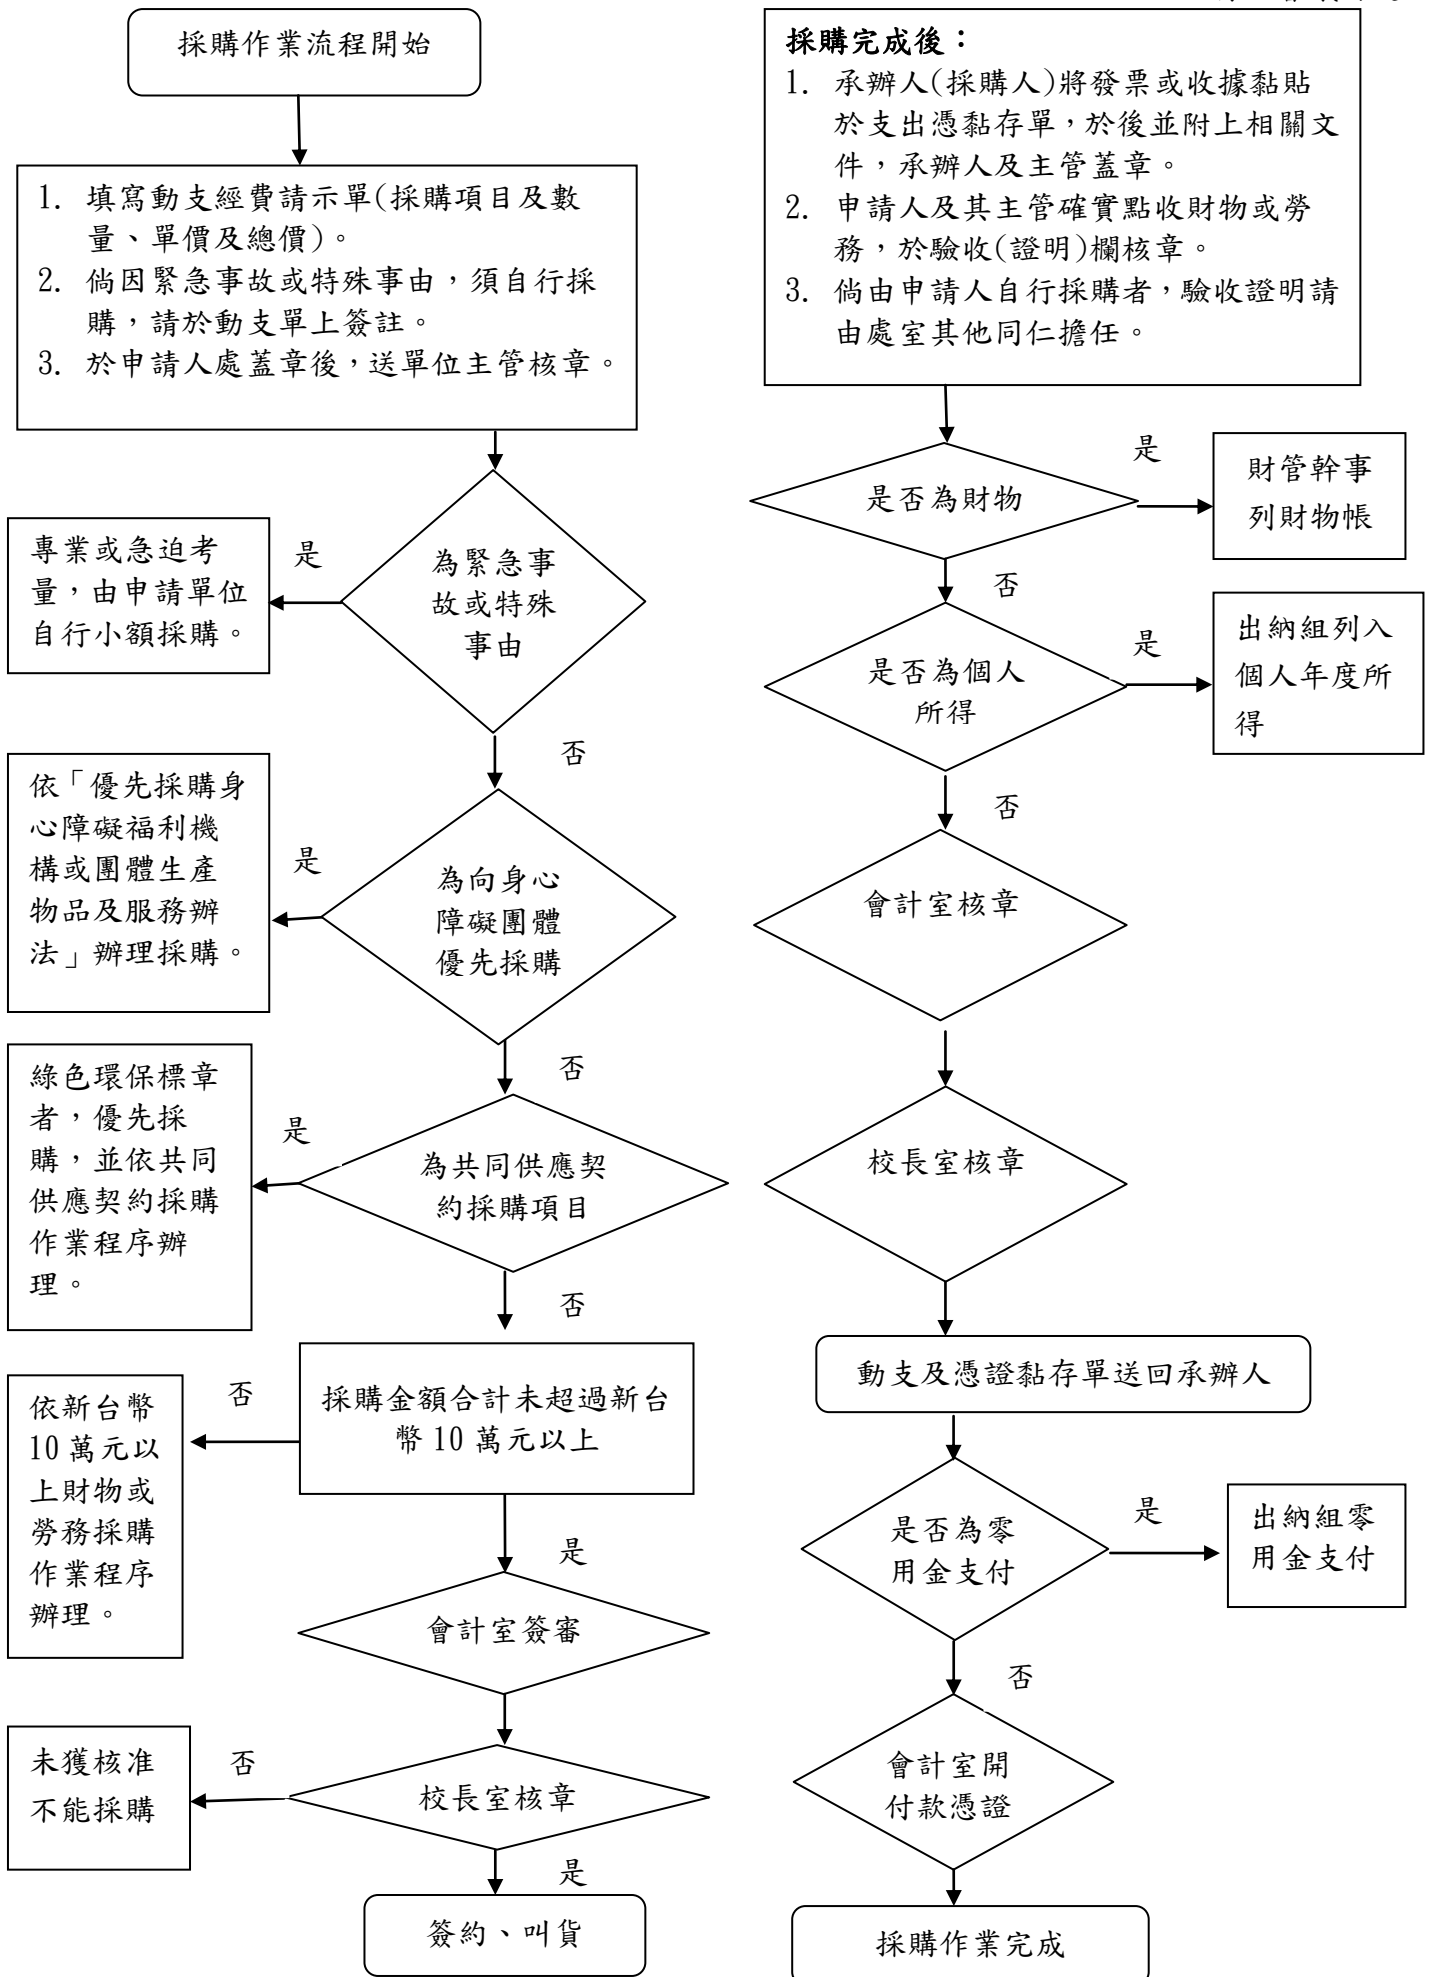 採購作業流程開始
1. 填寫動支經費請示單(採購項目及數
量、單價及總價)。
2. 倘因緊急事故或特殊事由，須自行採
購，請於動支單上簽註。
3. 於申請人處蓋章後，送單位主管核章。
為緊急事
故或特殊
事由
是
專業或急迫考
量，由申請單位
自行小額採購。
否
為向身心
障礙團體
優先採購
是
依「優先採購身
心障礙福利機
構或團體生產
物品及服務辦
法」辦理採購。
否
為共同供應契
約採購項目
是
綠色環保標章
者，優先採
購，並依共同
供應契約採購
作業程序辦
理。
否
採購金額合計未超過新台
幣 10 萬元以上
否
依新台幣
10 萬元以
上財物或
勞務採購
作業程序
辦理。
是
會計室簽審
校長室核章
否
未獲核准
不能採購
是
簽約、叫貨
採購完成後：
1. 承辦人(採購人)將發票或收據黏貼
於支出憑黏存單，於後並附上相關文
件，承辦人及主管蓋章。
2. 申請人及其主管確實點收財物或勞
務，於驗收(證明)欄核章。
3. 倘由申請人自行採購者，驗收證明請
由處室其他同仁擔任。
是否為財物
是
財管幹事
列財物帳
否
是否為個人
所得
是
出納組列入
個人年度所
得
否
會計室核章
校長室核章
動支及憑證黏存單送回承辦人
是否為零
用金支付
是
出納組零
用金支付
否
會計室開
付款憑證
採購作業完成